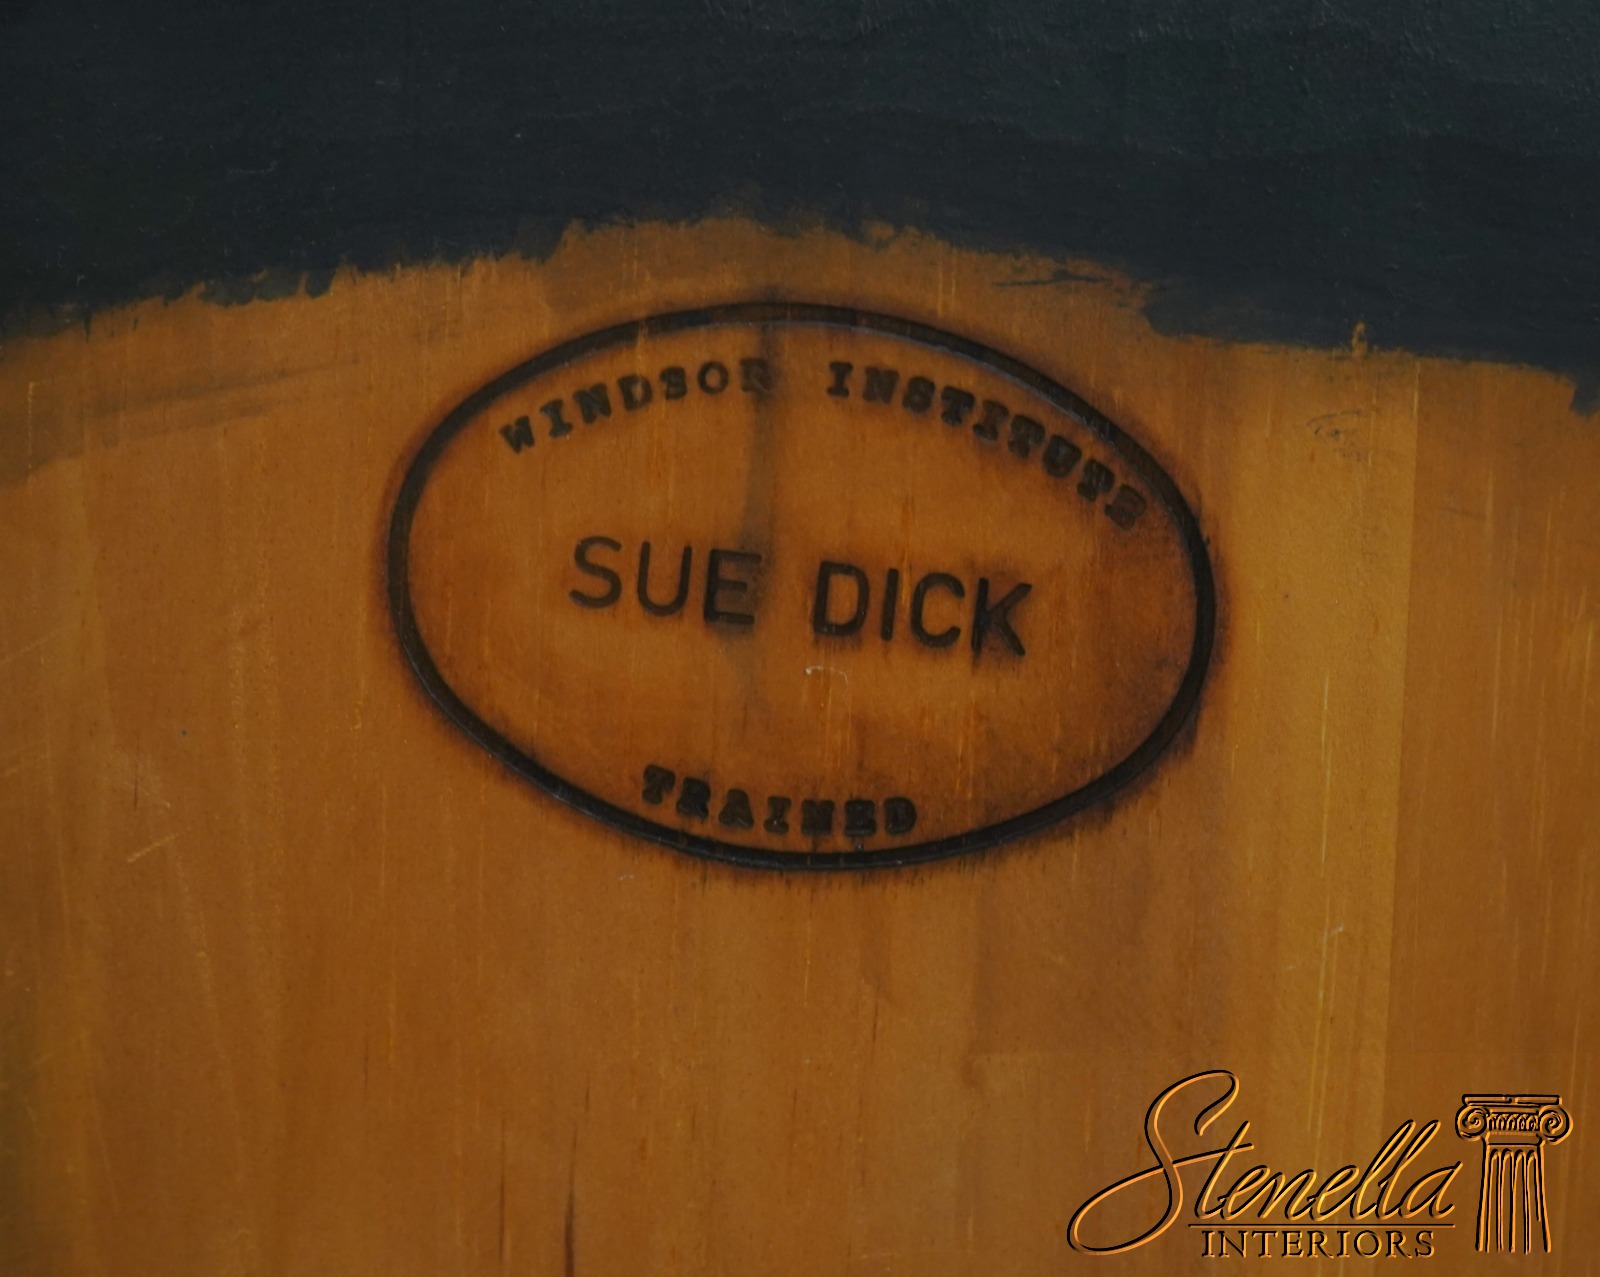 WINDSOR INSTITUTE
SUE DICK
TRAINED
Stenella
INTERIORS